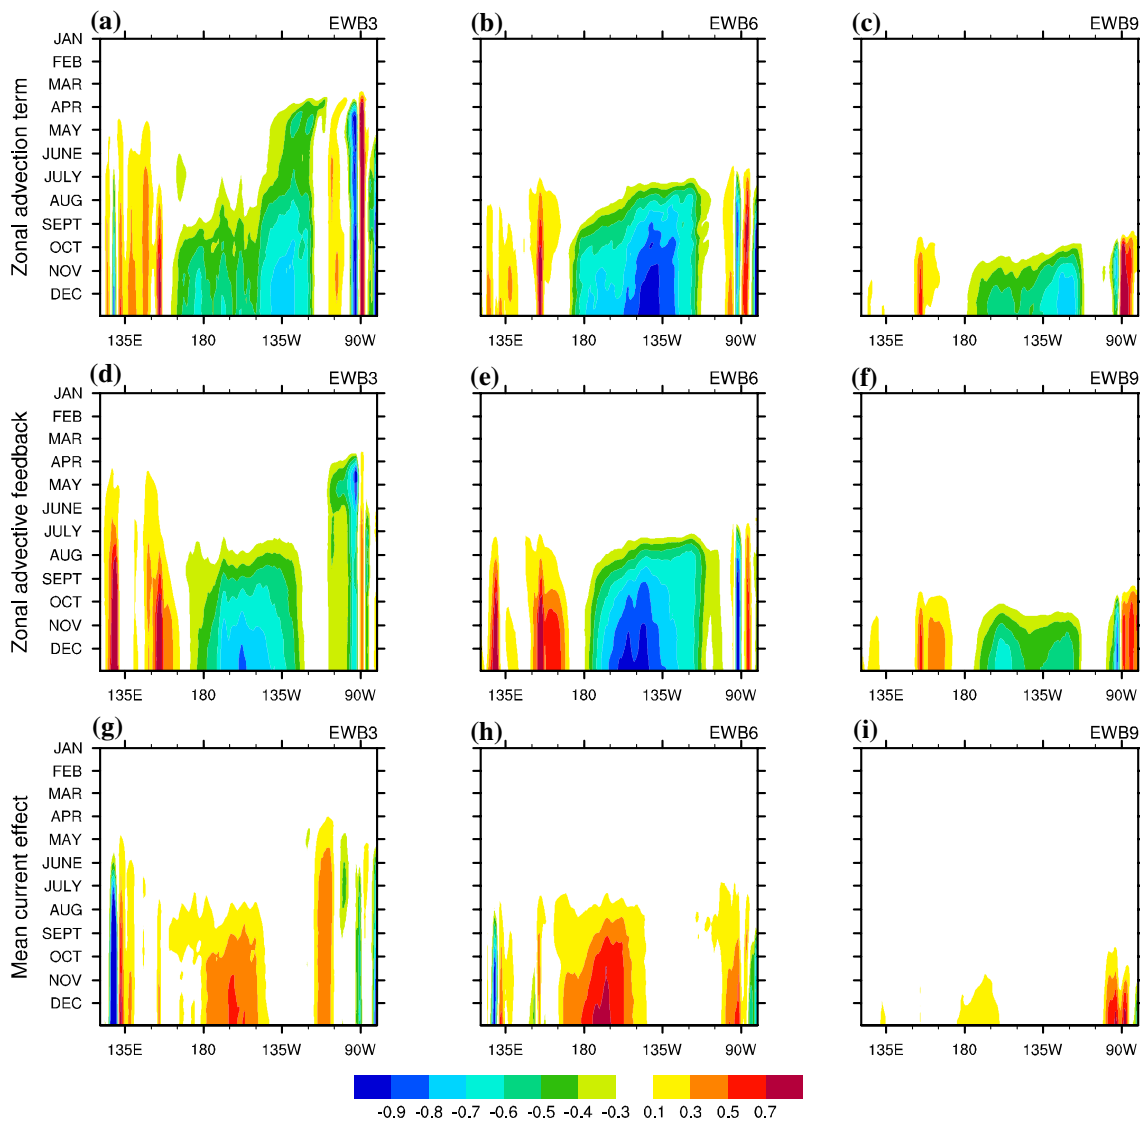 (a) EWB3 (b) EWB6 (c) EWB9
Zonal advection term
JAN
FEB
MAR
APR
MAY
JUNE
JULY
AUG
SEPT
OCT
NOV
DEC
135E 180 135W 90W 135E 180 135W 90W 135E 180 135W 90W
(d) EWB3 (e) EWB6 (f) EWB9
Zonal advective feedback
JAN
FEB
MAR
APR
MAY
JUNE
JULY
AUG
SEPT
OCT
NOV
DEC
135E 180 135W 90W 135E 180 135W 90W 135E 180 135W 90W
(g) EWB3 (h) EWB6 (i) EWB9
Mean current effect
JAN
FEB
MAR
APR
MAY
JUNE
JULY
AUG
SEPT
OCT
NOV
DEC
135E 180 135W 90W 135E 180 135W 90W 135E 180 135W 90W
-0.9 -0.8 -0.7 -0.6 -0.5 -0.4 -0.3 0.1 0.3 0.5 0.7